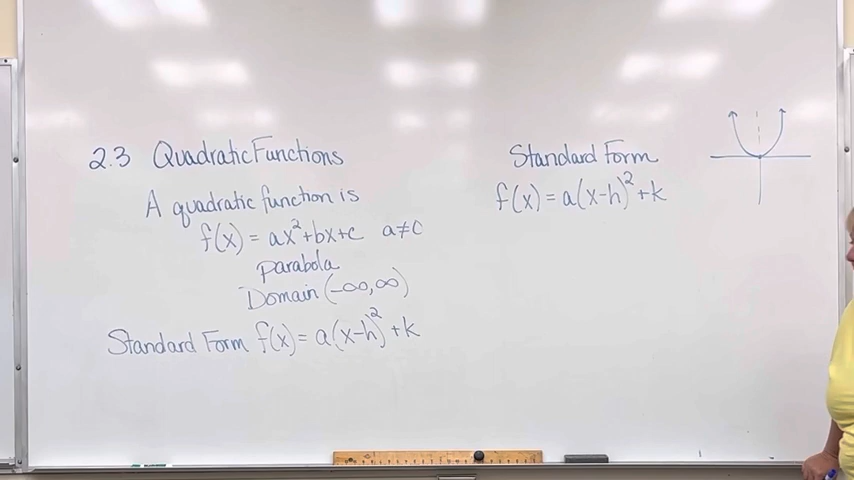 2.3 Quadratic Functions
A quadratic function is
f(x) = ax² + bx + c a ≠ 0
parabola
Domain (-∞, ∞)
Standard Form f(x) = a(x-h)² + k
Standard Form
f(x) = a(x-h)² + k